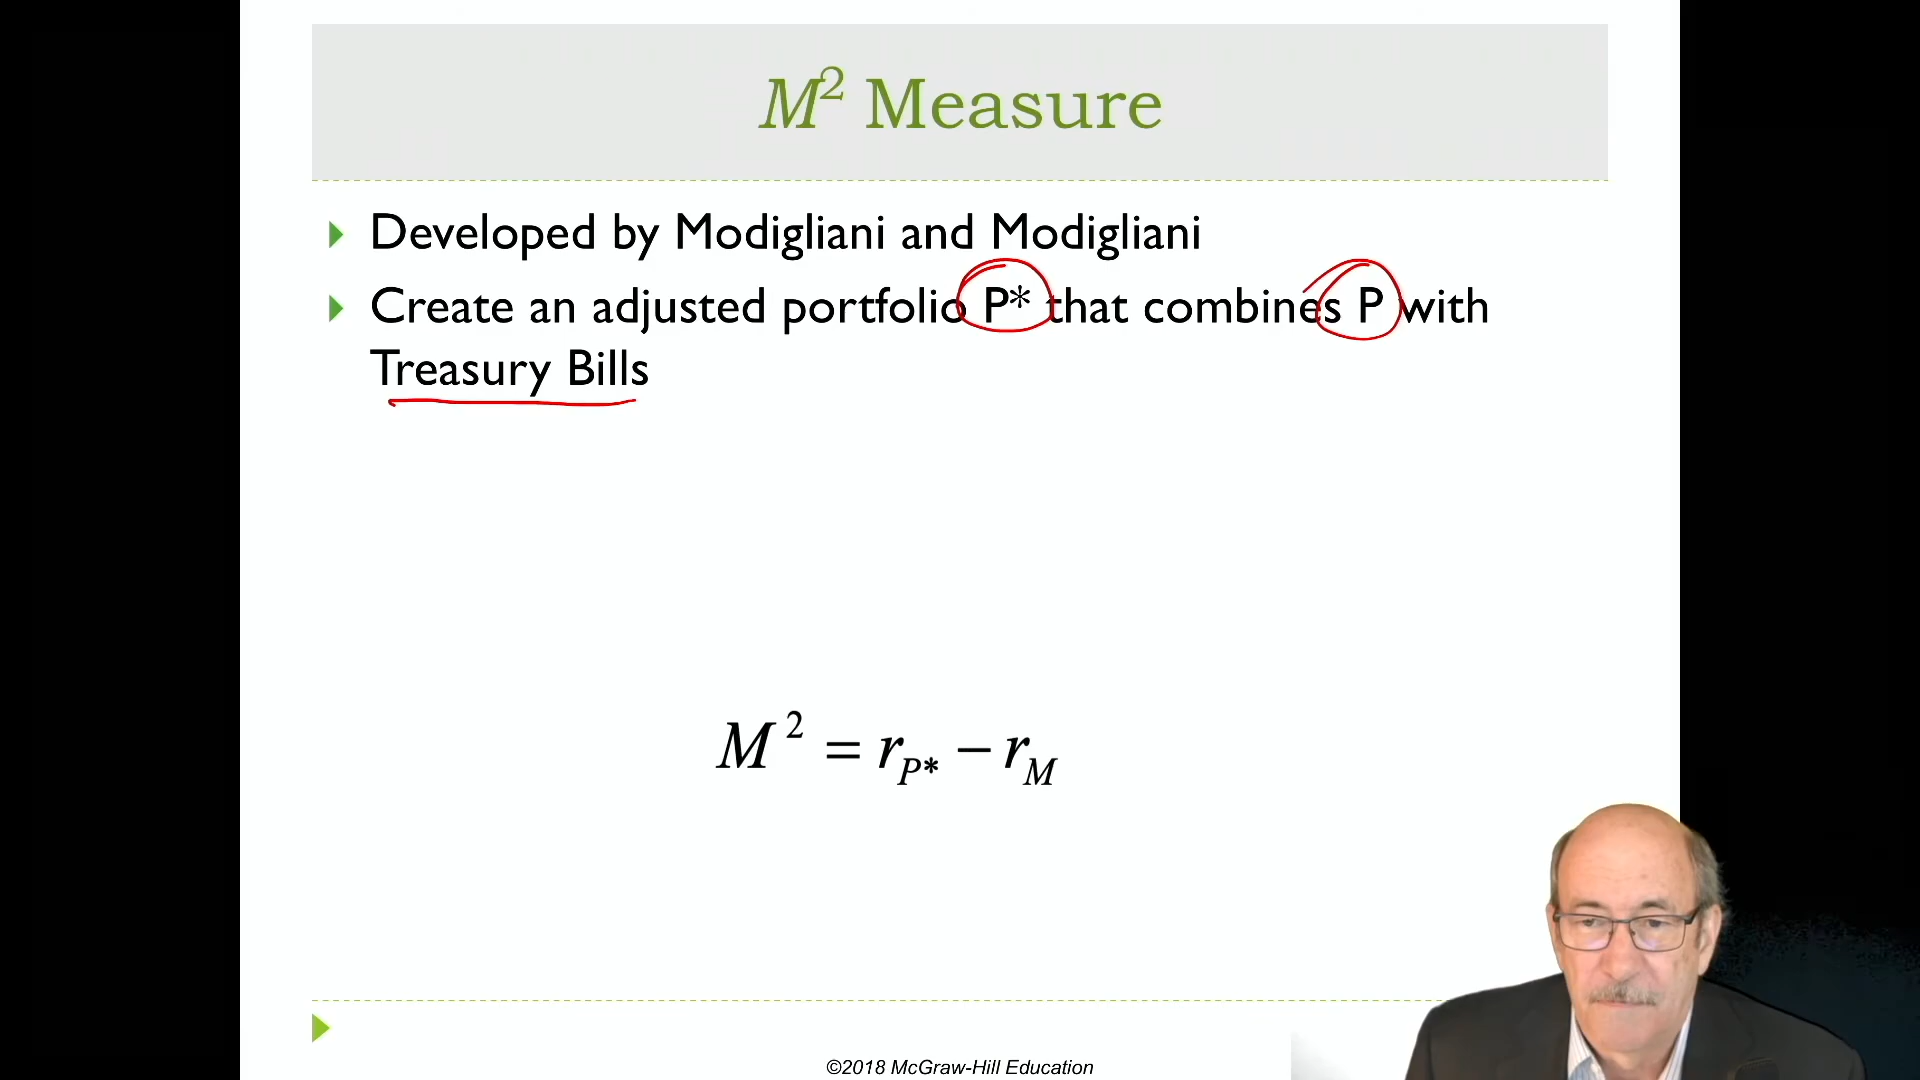 M² Measure
Developed by Modigliani and Modigliani
Create an adjusted portfolio P* that combines P with
Treasury Bills
M² = r_{P*} − r_M
©2018 McGraw-Hill Education